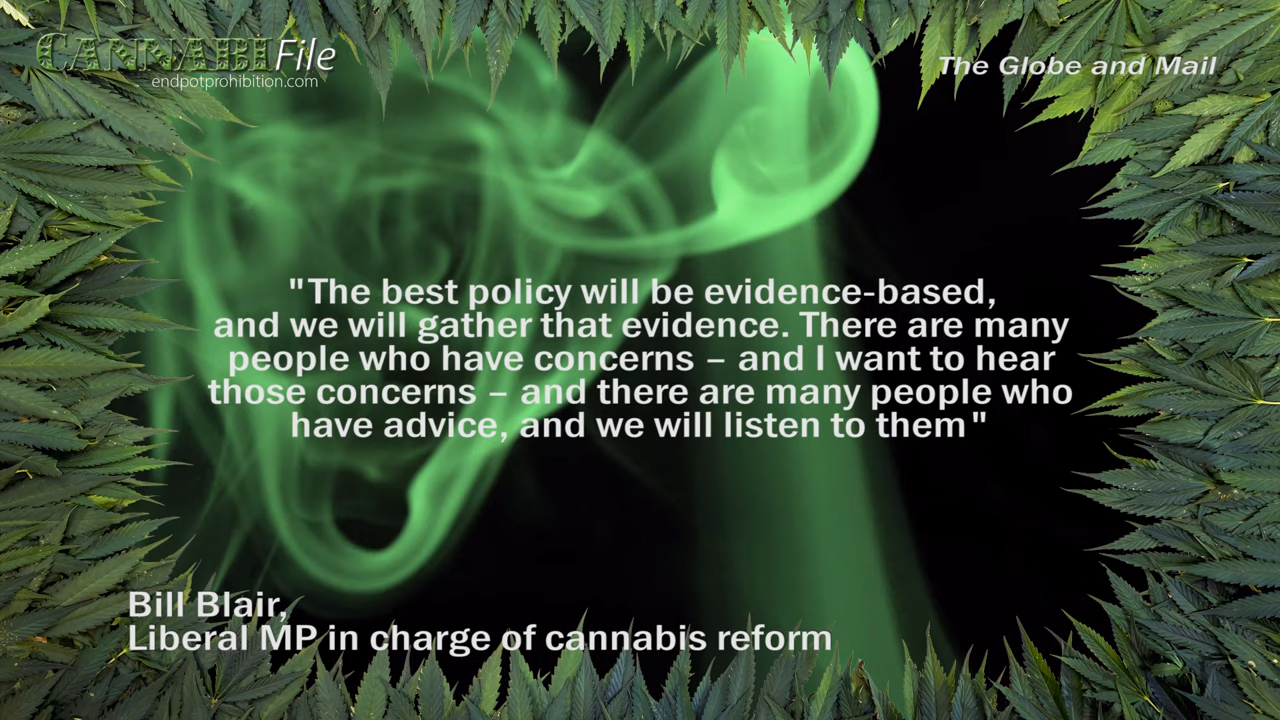 CANNABIFile
endpotprohibition.com
The Globe and Mail
"The best policy will be evidence-based,
and we will gather that evidence. There are many
people who have concerns – and I want to hear
those concerns – and there are many people who
have advice, and we will listen to them"
Bill Blair,
Liberal MP in charge of cannabis reform